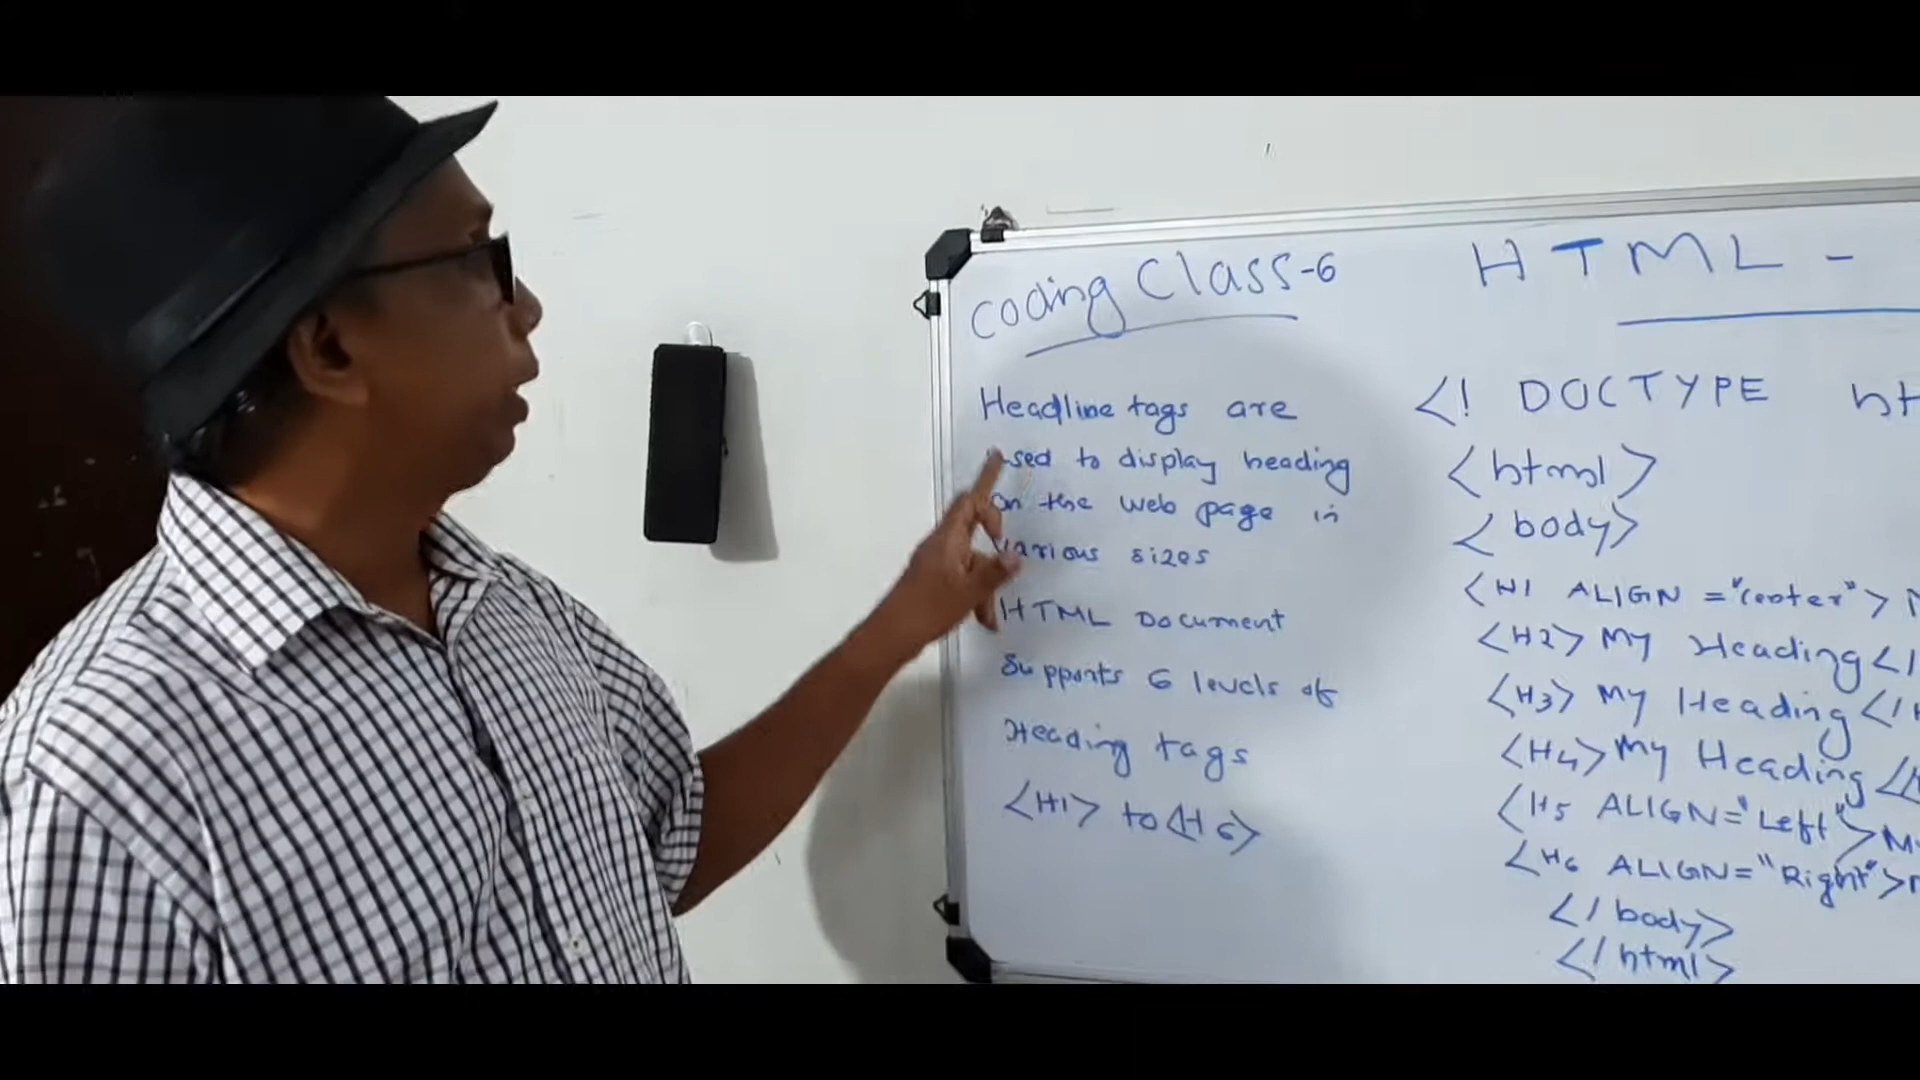 Coding Class-6
Headline tags are
used to display heading
on the web page in
various sizes
HTML Document
Supports 6 levels of
Heading tags
<H1> to <H6>
HTML -
<! DOCTYPE ht
<html>
<body>
<H1 ALIGN ="Center"> M
<H2> My Heading </
<H3> My Heading </H
<H4> My Heading </
<H5 ALIGN="Left"> M
<H6 ALIGN="Right">
</body>
</html>